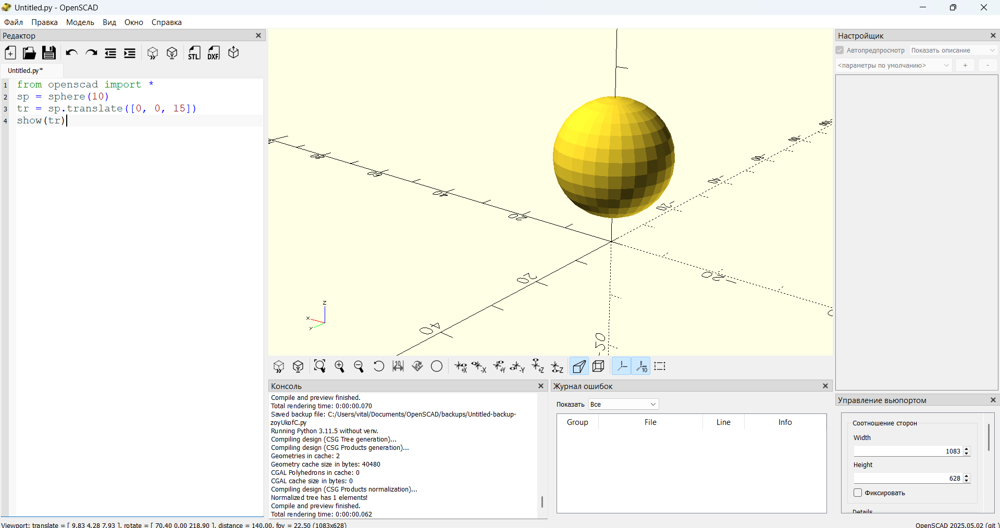 Untitled.py - OpenSCAD
Файл Правка Модель Вид Окно Справка
Редактор
STL DXF
Untitled.py*
1 from openscad import *
2 sp = sphere(10)
3 tr = sp.translate([0, 0, 15])
4 show(tr)
20
40
20
20
-50
z
x
y
10 45 +X -X +Y -Y +Z -Z 10
Консоль
Compile and preview finished.
Total rendering time: 0:00:00.070
Saved backup file: C:/Users/vital/Documents/OpenSCAD/backups/Untitled-backup-
zoyUkofC.py
Running Python 3.11.5 without venv.
Compiling design (CSG Tree generation)...
Compiling design (CSG Products generation)...
Geometries in cache: 2
Geometry cache size in bytes: 40480
CGAL Polyhedrons in cache: 0
CGAL cache size in bytes: 0
Compiling design (CSG Products normalization)...
Normalized tree has 1 elements!
Compile and preview finished.
Total rendering time: 0:00:00.062
Журнал ошибок
Показать Все
Group File Line Info
Настройщик
Автопредпросмотр Показать описание
<параметры по умолчанию> + -
Управление вьюпортом
Соотношение сторон
Width
1083
Height
628
Фиксировать
Details
Viewport: translate = [ 9.83 4.28 7.93 ], rotate = [ 70.40 0.00 218.90 ], distance = 140.00, fov = 22.50 (1083x628)
OpenSCAD 2025.05.02 (git )